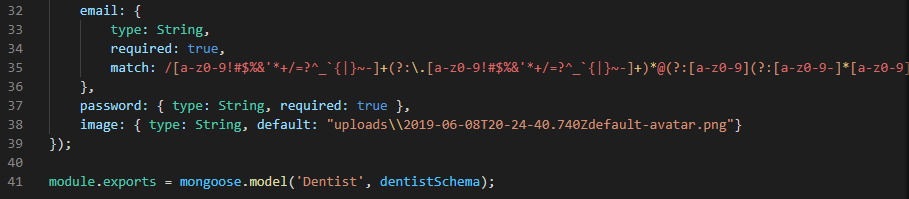 32 email: {
33 type: String,
34 required: true,
35 match: /[a-z0-9!#$%&'*+/=?^_`{|}~-]+(?:\.[a-z0-9!#$%&'*+/=?^_`{|}~-]+)*@(?:[a-z0-9](?:[a-z0-9-]*[a-z0-9]
36 },
37 password: { type: String, required: true },
38 image: { type: String, default: "uploads\\2019-06-08T20-24-40.740Zdefault-avatar.png"}
39 });
40
41 module.exports = mongoose.model('Dentist', dentistSchema);